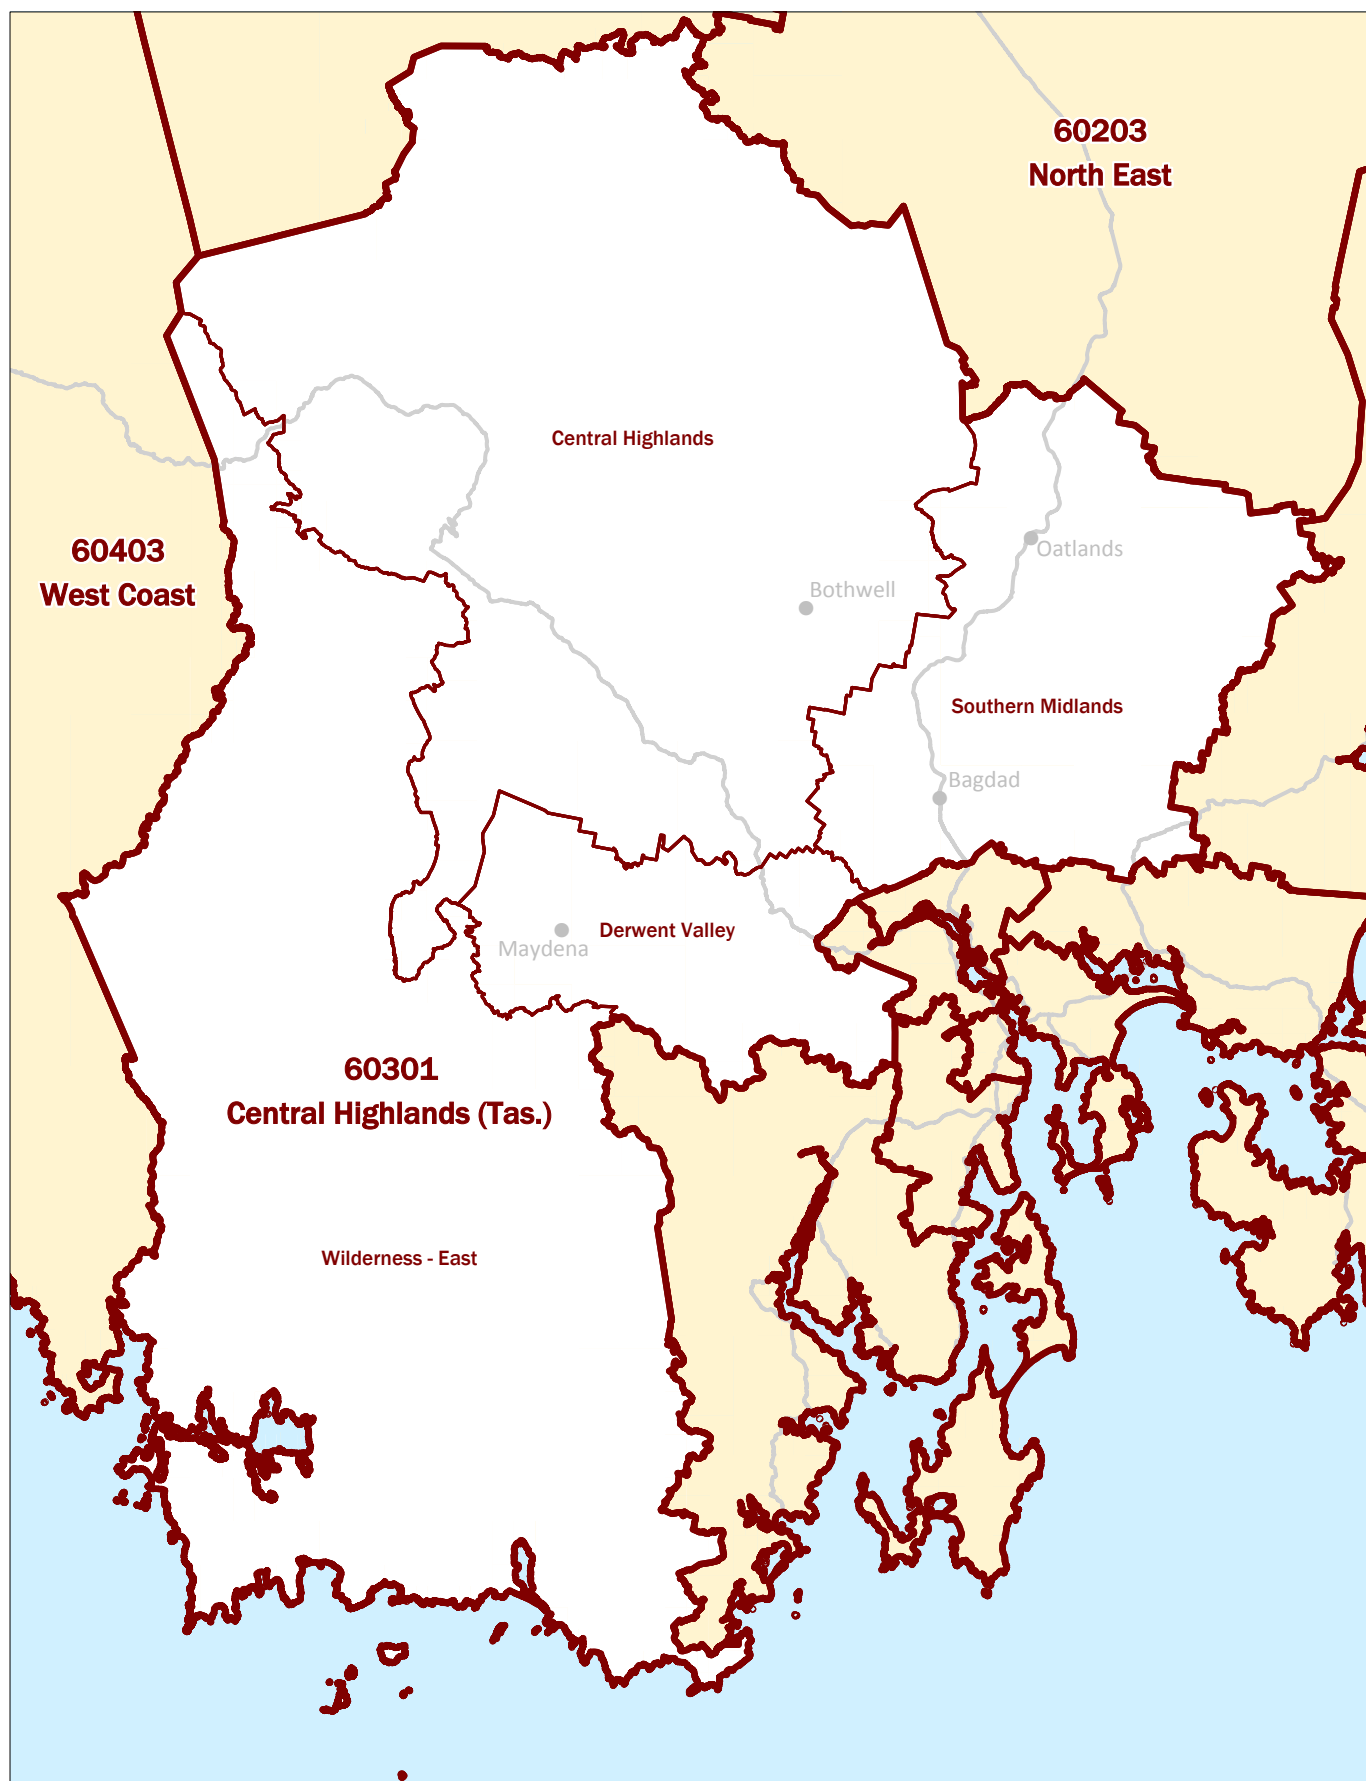 60203
North East
Central Highlands
60403
West Coast
Oatlands
Bothwell
Southern Midlands
Bagdad
Derwent Valley
Maydena
60301
Central Highlands (Tas.)
Wilderness - East